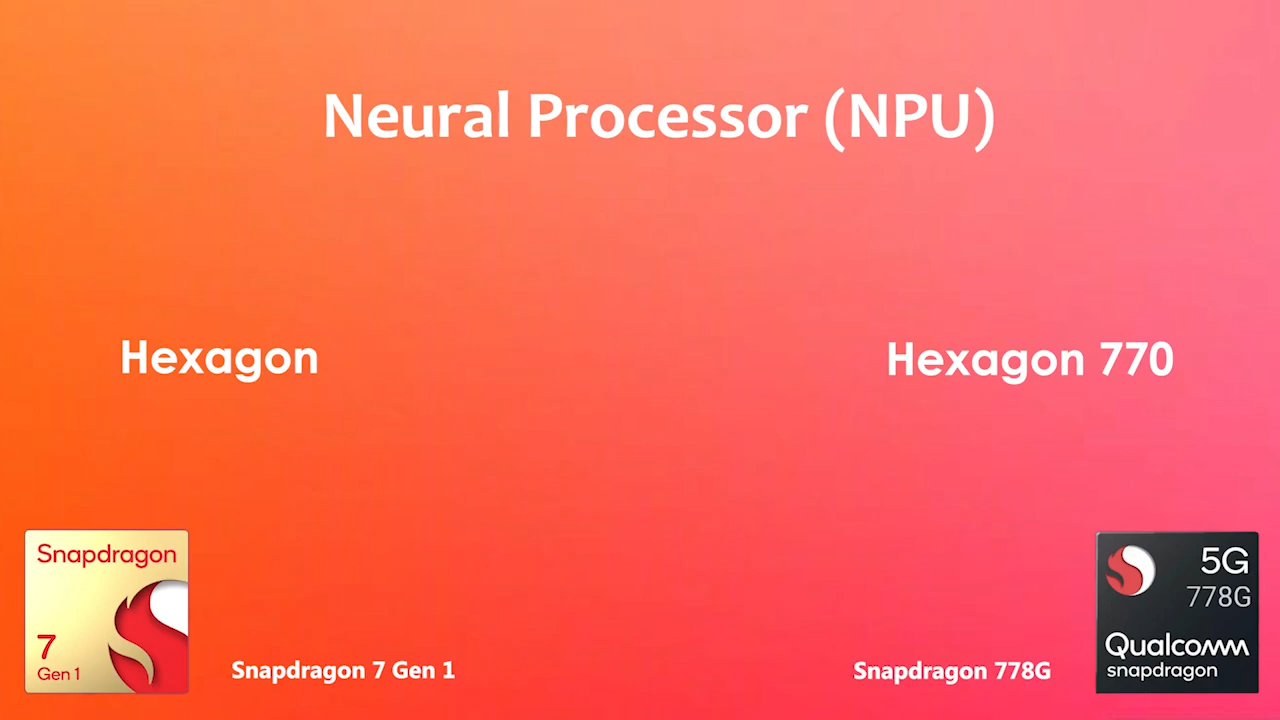 Neural Processor (NPU)
Hexagon
Hexagon 770
Snapdragon
7
Gen 1
Snapdragon 7 Gen 1
Snapdragon 778G
5G
778G
Qualcomm
snapdragon